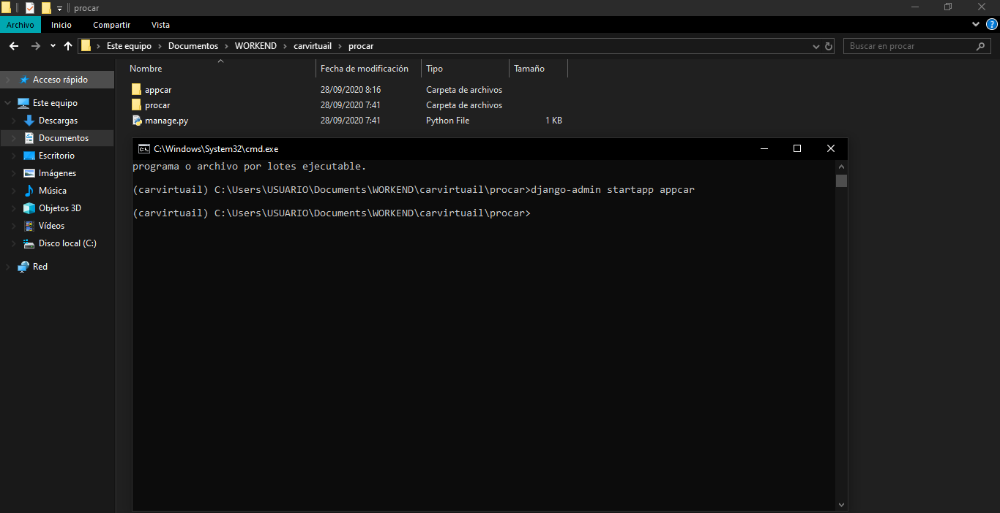 procar
Archivo Inicio Compartir Vista
Este equipo Documentos WORKEND carvirtuail procar
Buscar en procar
Nombre Fecha de modificación Tipo Tamaño
appcar 28/09/2020 8:16 Carpeta de archivos
procar 28/09/2020 7:41 Carpeta de archivos
manage.py 28/09/2020 7:41 Python File 1 KB
Acceso rápido
Este equipo
Descargas
Documentos
Escritorio
Imágenes
Música
Objetos 3D
Vídeos
Disco local (C:)
Red
C:\Windows\System32\cmd.exe
programa o archivo por lotes ejecutable.
(carvirtuail) C:\Users\USUARIO\Documents\WORKEND\carvirtuail\procar>django-admin startapp appcar
(carvirtuail) C:\Users\USUARIO\Documents\WORKEND\carvirtuail\procar>